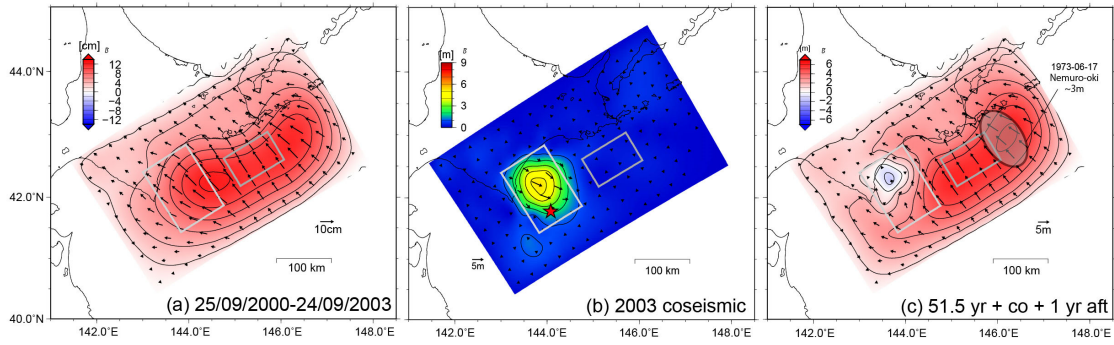 [cm]
12
8
4
0
−4
−8
−12
10cm
100 km
(a) 25/09/2000-24/09/2003
44.0˚N
42.0˚N
40.0˚N
142.0˚E
144.0˚E
146.0˚E
148.0˚E
[m]
9
6
3
0
5m
100 km
(b) 2003 coseismic
142.0˚E
144.0˚E
146.0˚E
148.0˚E
[m]
6
4
2
0
−2
−4
−6
1973-06-17
Nemuro-oki
~3m
5m
100 km
(c) 51.5 yr + co + 1 yr aft
142.0˚E
144.0˚E
146.0˚E
148.0˚E